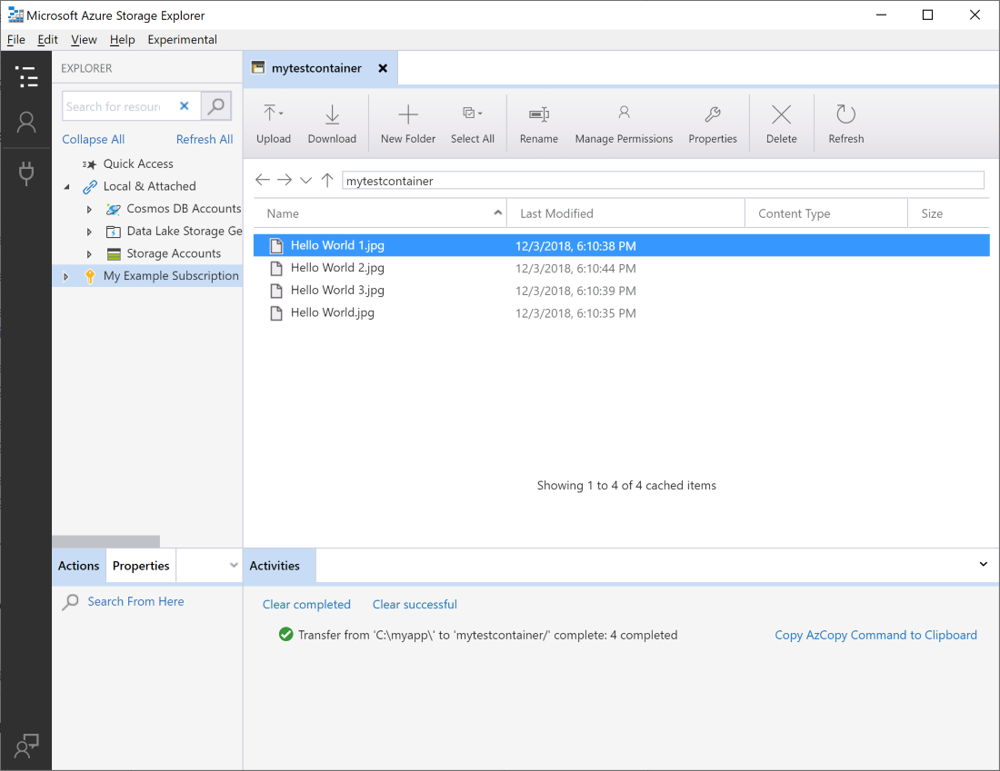 Microsoft Azure Storage Explorer
File Edit View Help Experimental
EXPLORER
Search for resour
Collapse All Refresh All
Quick Access
Local & Attached
Cosmos DB Accounts
Data Lake Storage Ge
Storage Accounts
My Example Subscription
mytestcontainer
Upload Download New Folder Select All Rename Manage Permissions Properties Delete Refresh
mytestcontainer
Name Last Modified Content Type Size
Hello World 1.jpg 12/3/2018, 6:10:38 PM
Hello World 2.jpg 12/3/2018, 6:10:44 PM
Hello World 3.jpg 12/3/2018, 6:10:39 PM
Hello World.jpg 12/3/2018, 6:10:35 PM
Showing 1 to 4 of 4 cached items
Actions Properties
Search From Here
Activities
Clear completed Clear successful
Transfer from 'C:\myapp\' to 'mytestcontainer/' complete: 4 completed Copy AzCopy Command to Clipboard